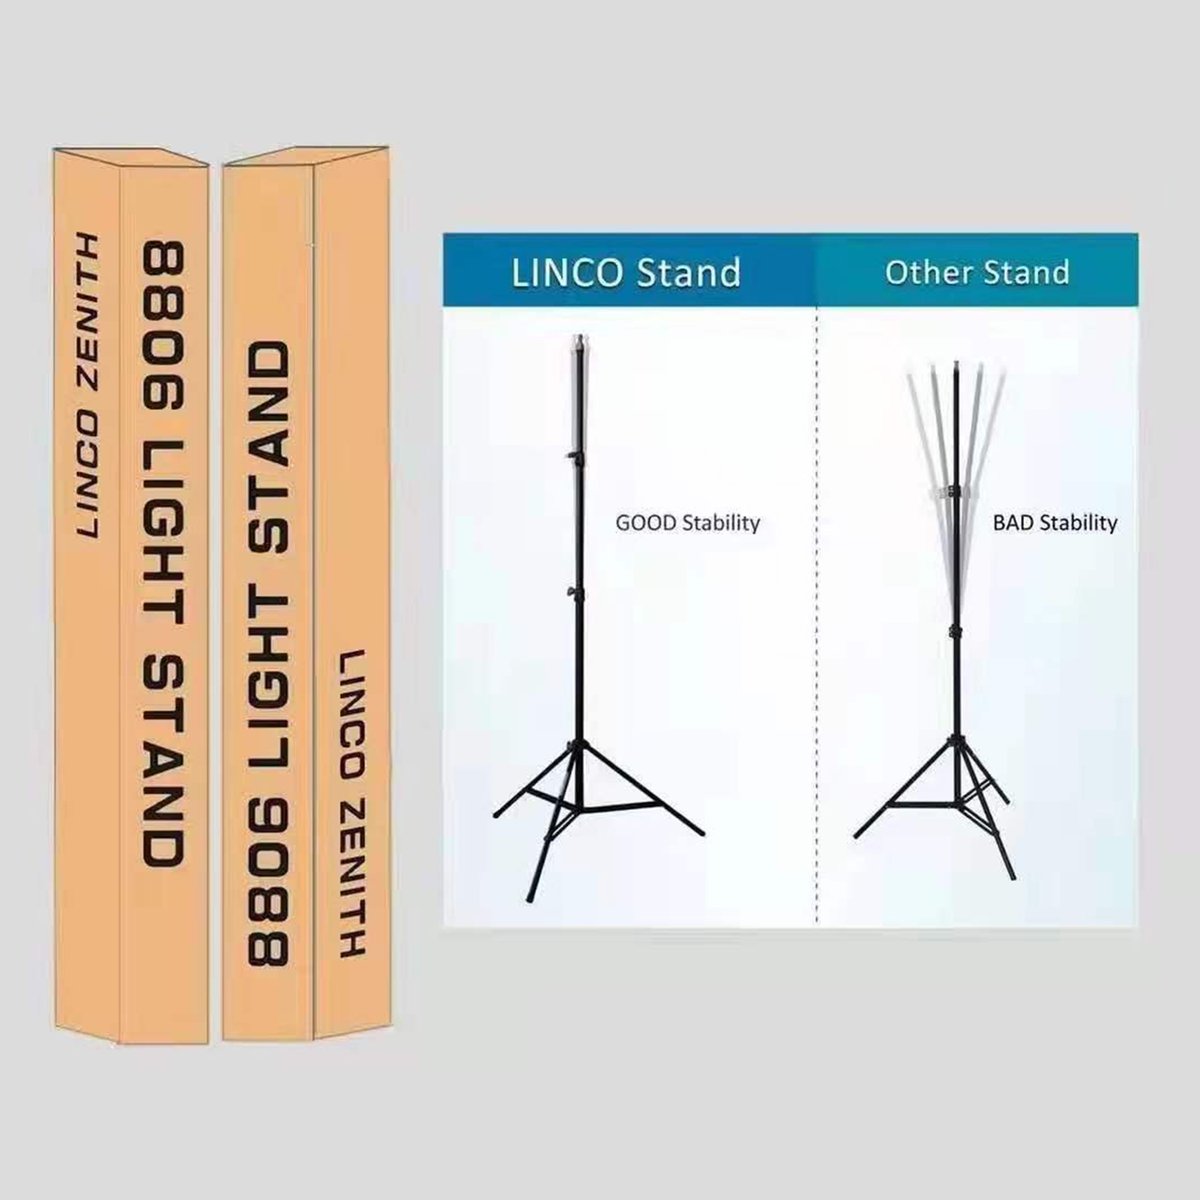 LINCO ZENITH
8806 LIGHT STAND
8806 LIGHT STAND
LINCO ZENITH
LINCO Stand
Other Stand
GOOD Stability
BAD Stability